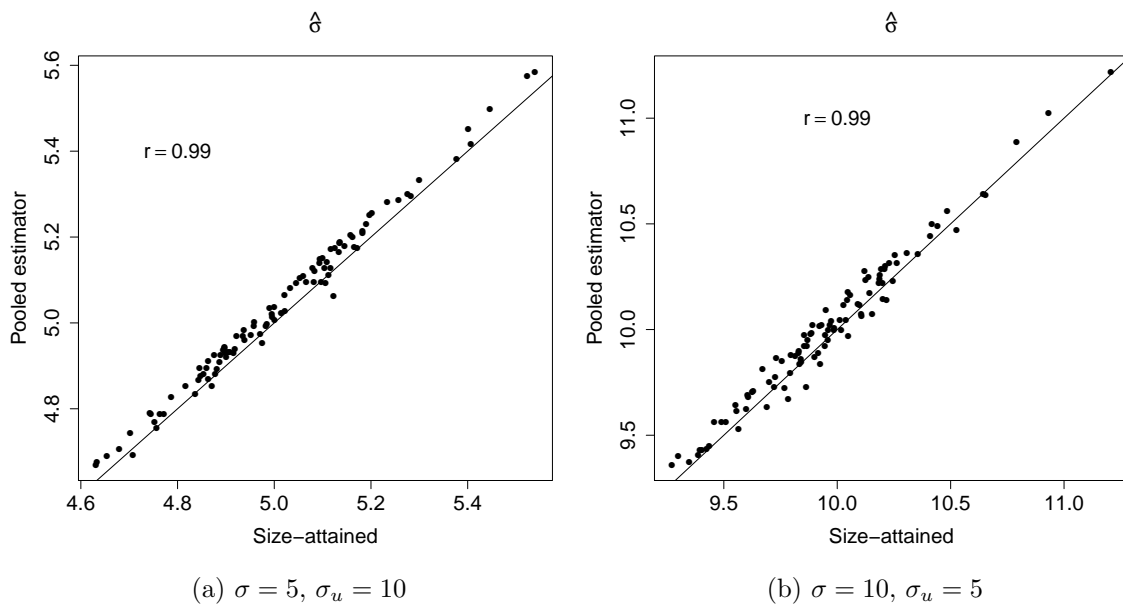 σ̂
5.6
5.4
5.2
5.0
4.8
Pooled estimator
r = 0.99
4.6 4.8 5.0 5.2 5.4
Size−attained
(a) σ = 5, σᵤ = 10
σ̂
11.0
10.5
10.0
9.5
Pooled estimator
r = 0.99
9.5 10.0 10.5 11.0
Size−attained
(b) σ = 10, σᵤ = 5